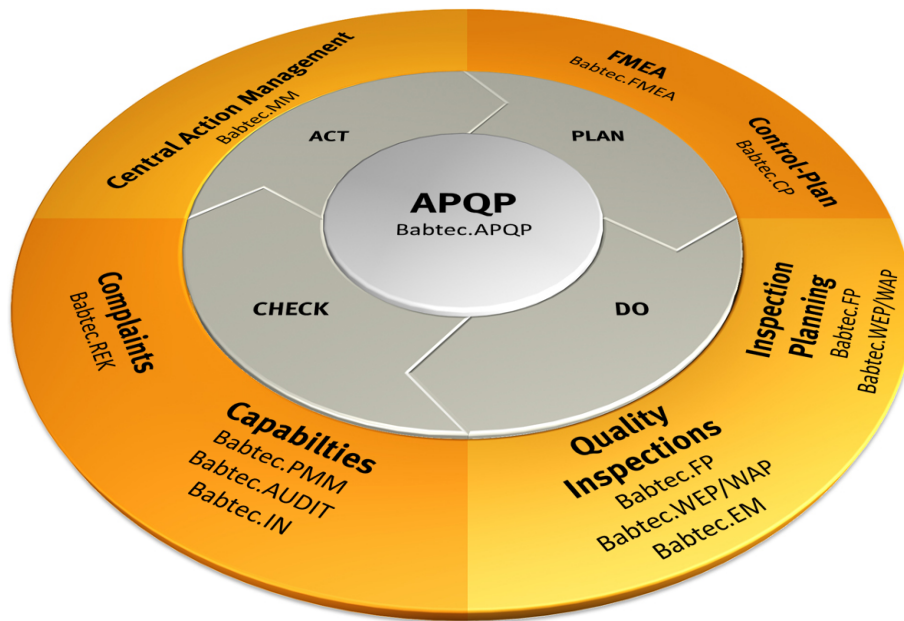 APQP
Babtec.APQP
PLAN
DO
CHECK
ACT
FMEA
Babtec.FMEA
Control-Plan
Babtec.CP
Inspection
Planning
Babtec.FP
Babtec.WEP/WAP
Quality
Inspections
Babtec.FP
Babtec.WEP/WAP
Babtec.EM
Capabilties
Babtec.PMM
Babtec.AUDIT
Babtec.IN
Complaints
Babtec.REK
Central Action Management
Babtec.MM